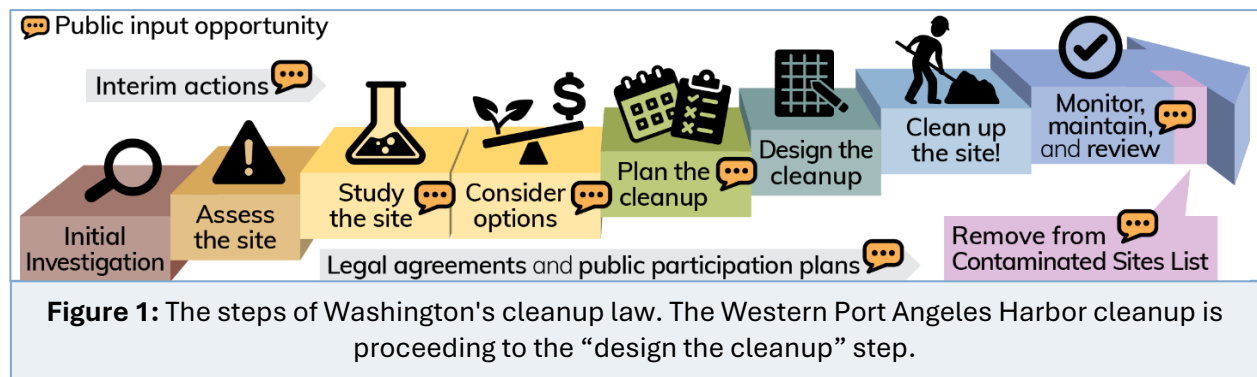 Public input opportunity
Interim actions
Initial
Investigation
Assess
the site
Study
the site
Consider
options
$
Plan the
cleanup
Design the
cleanup
Clean up
the site!
Monitor,
maintain,
and review
Legal agreements and public participation plans
Remove from
Contaminated Sites List
Figure 1: The steps of Washington's cleanup law. The Western Port Angeles Harbor cleanup is
proceeding to the “design the cleanup” step.